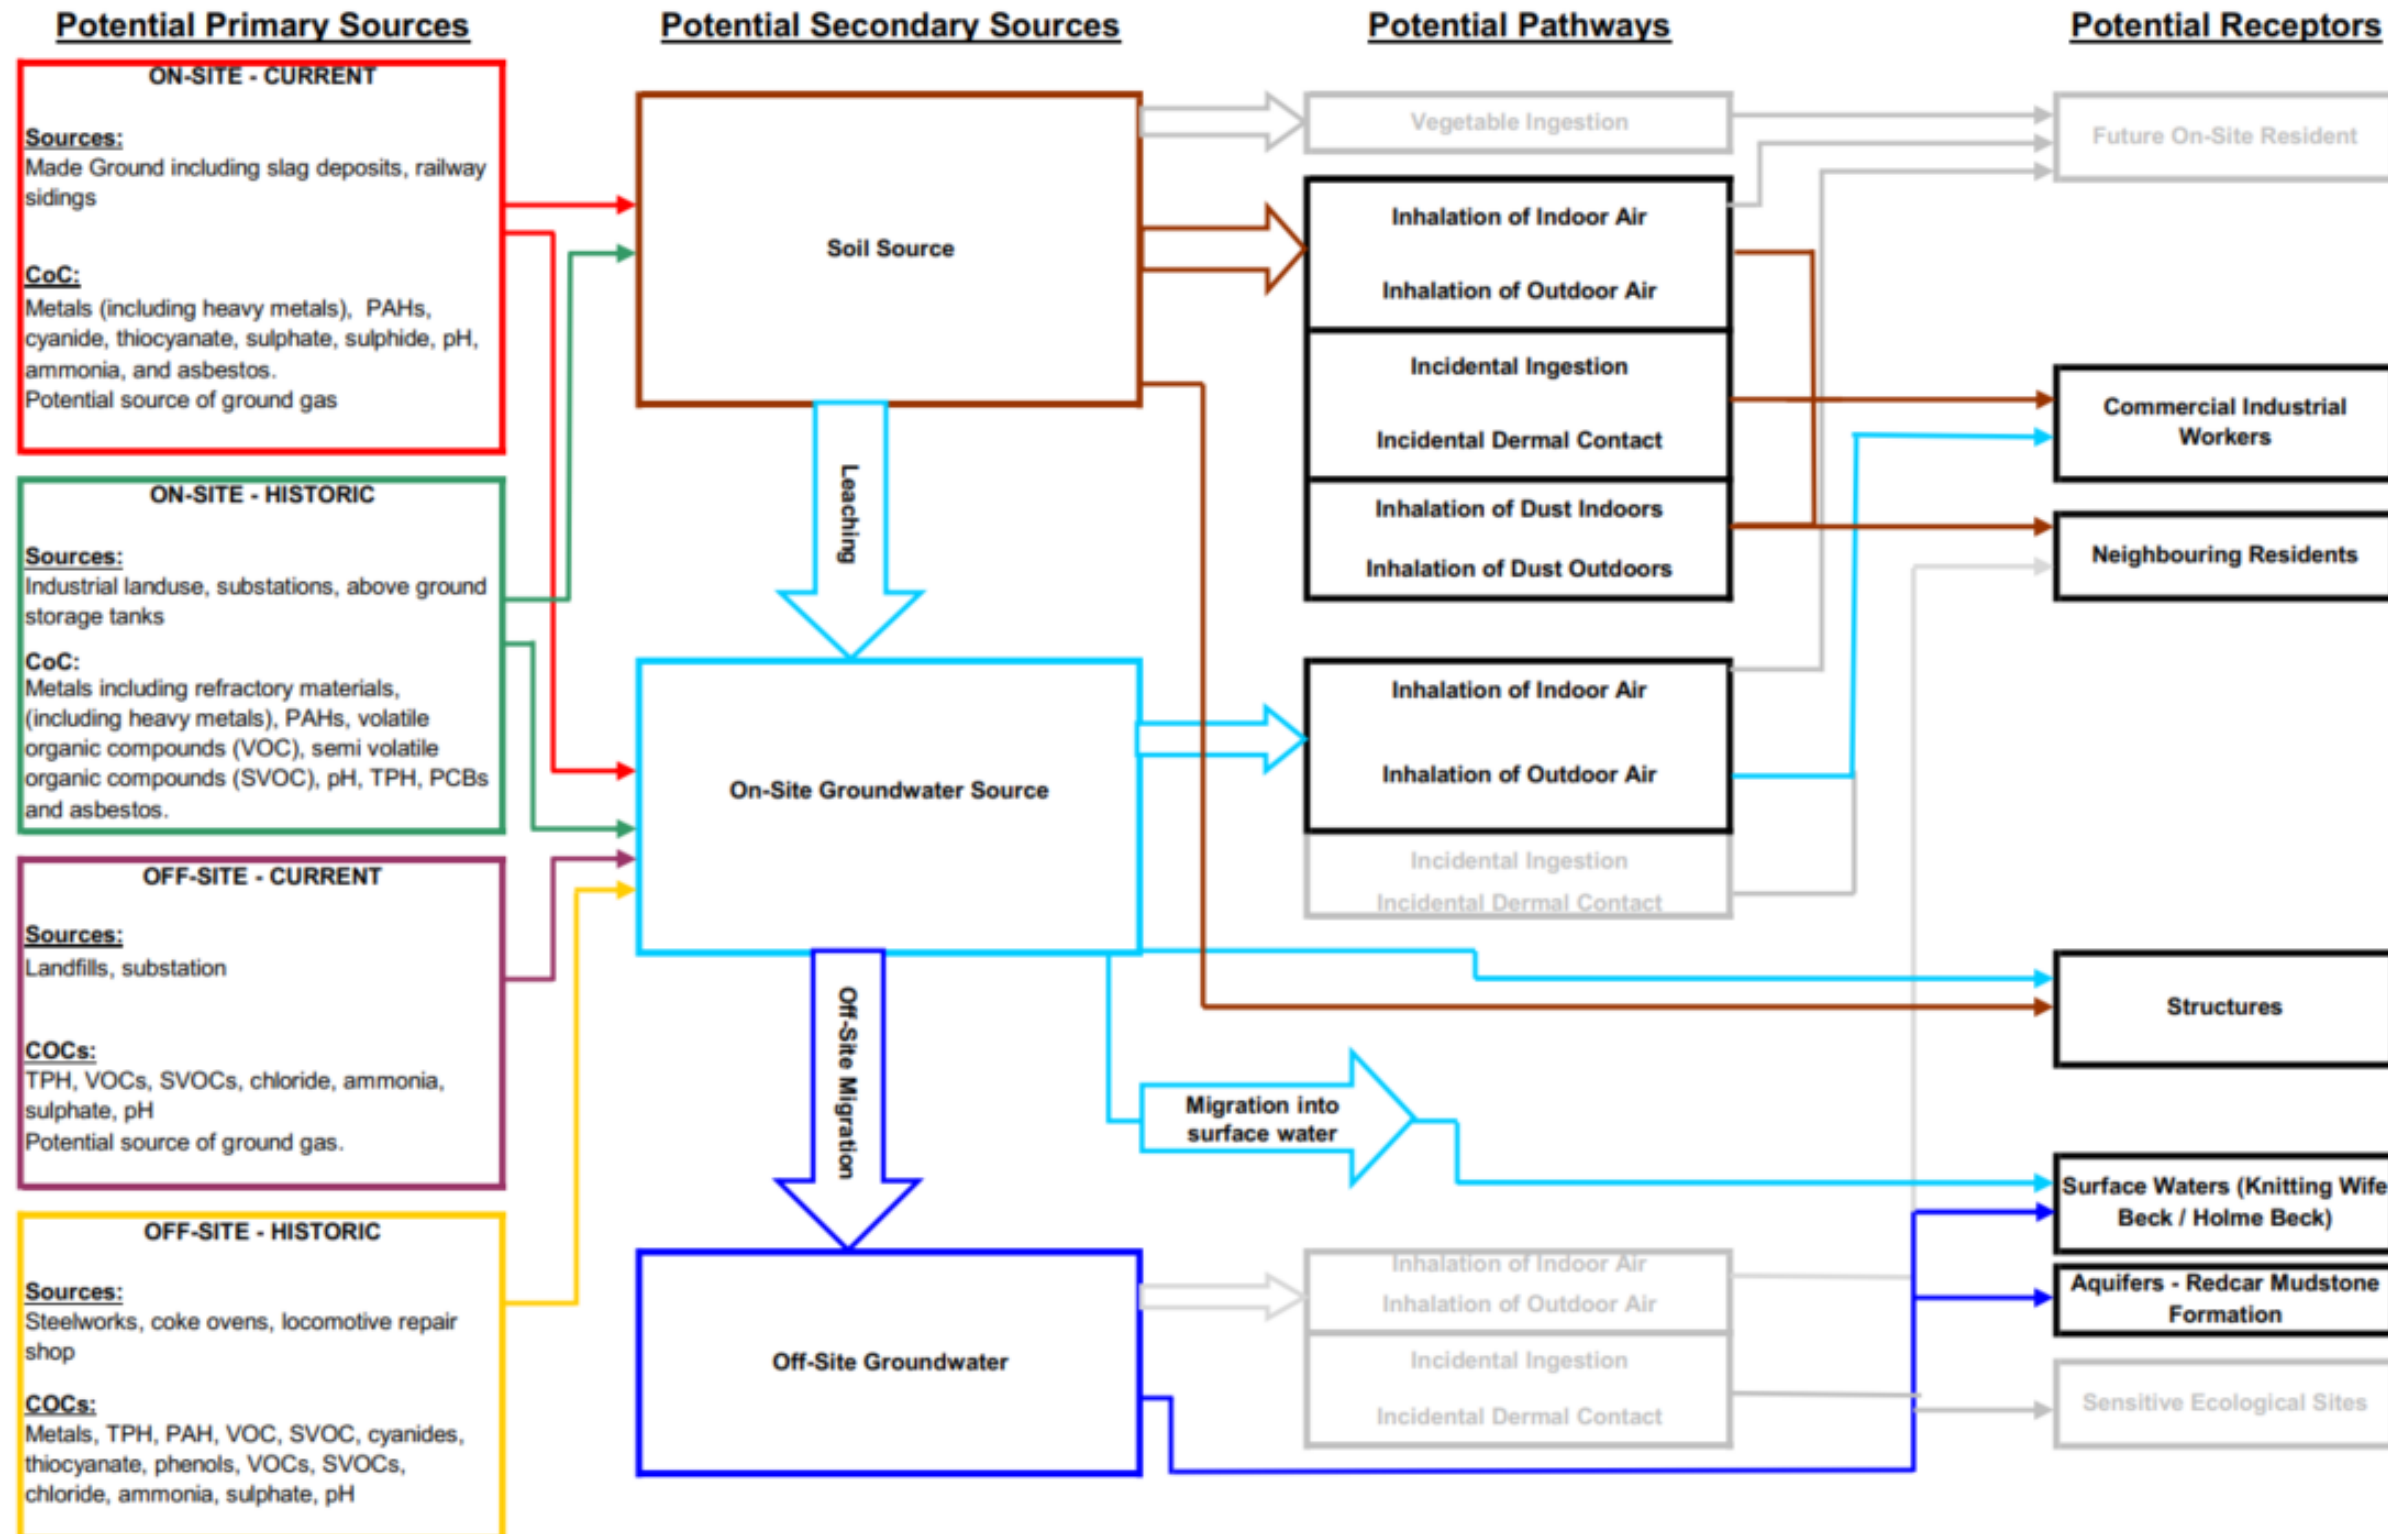 Potential Primary Sources
Potential Secondary Sources
Potential Pathways
Potential Receptors
ON-SITE - CURRENT
Sources:
Made Ground including slag deposits, railway
sidings
CoC:
Metals (including heavy metals),  PAHs,
cyanide, thiocyanate, sulphate, sulphide, pH,
ammonia, and asbestos.
Potential source of ground gas
ON-SITE - HISTORIC
Sources:
Industrial landuse, substations, above ground
storage tanks
CoC:
Metals including refractory materials,
(including heavy metals), PAHs, volatile
organic compounds (VOC), semi volatile
organic compounds (SVOC), pH, TPH, PCBs
and asbestos.
OFF-SITE - CURRENT
Sources:
Landfills, substation
COCs:
TPH, VOCs, SVOCs, chloride, ammonia,
sulphate, pH
Potential source of ground gas.
OFF-SITE - HISTORIC
Sources:
Steelworks, coke ovens, locomotive repair
shop
COCs:
Metals, TPH, PAH, VOC, SVOC, cyanides,
thiocyanate, phenols, VOCs, SVOCs,
chloride, ammonia, sulphate, pH
Soil Source
Leaching
On-Site Groundwater Source
Off-Site Migration
Off-Site Groundwater
Vegetable Ingestion
Inhalation of Indoor Air
Inhalation of Outdoor Air
Incidental Ingestion
Incidental Dermal Contact
Inhalation of Dust Indoors
Inhalation of Dust Outdoors
Inhalation of Indoor Air
Inhalation of Outdoor Air
Incidental Ingestion
Incidental Dermal Contact
Migration into
surface water
Inhalation of Indoor Air
Inhalation of Outdoor Air
Incidental Ingestion
Incidental Dermal Contact
Future On-Site Resident
Commercial Industrial
Workers
Neighbouring Residents
Structures
Surface Waters (Knitting Wife
Beck / Holme Beck)
Aquifers - Redcar Mudstone
Formation
Sensitive Ecological Sites